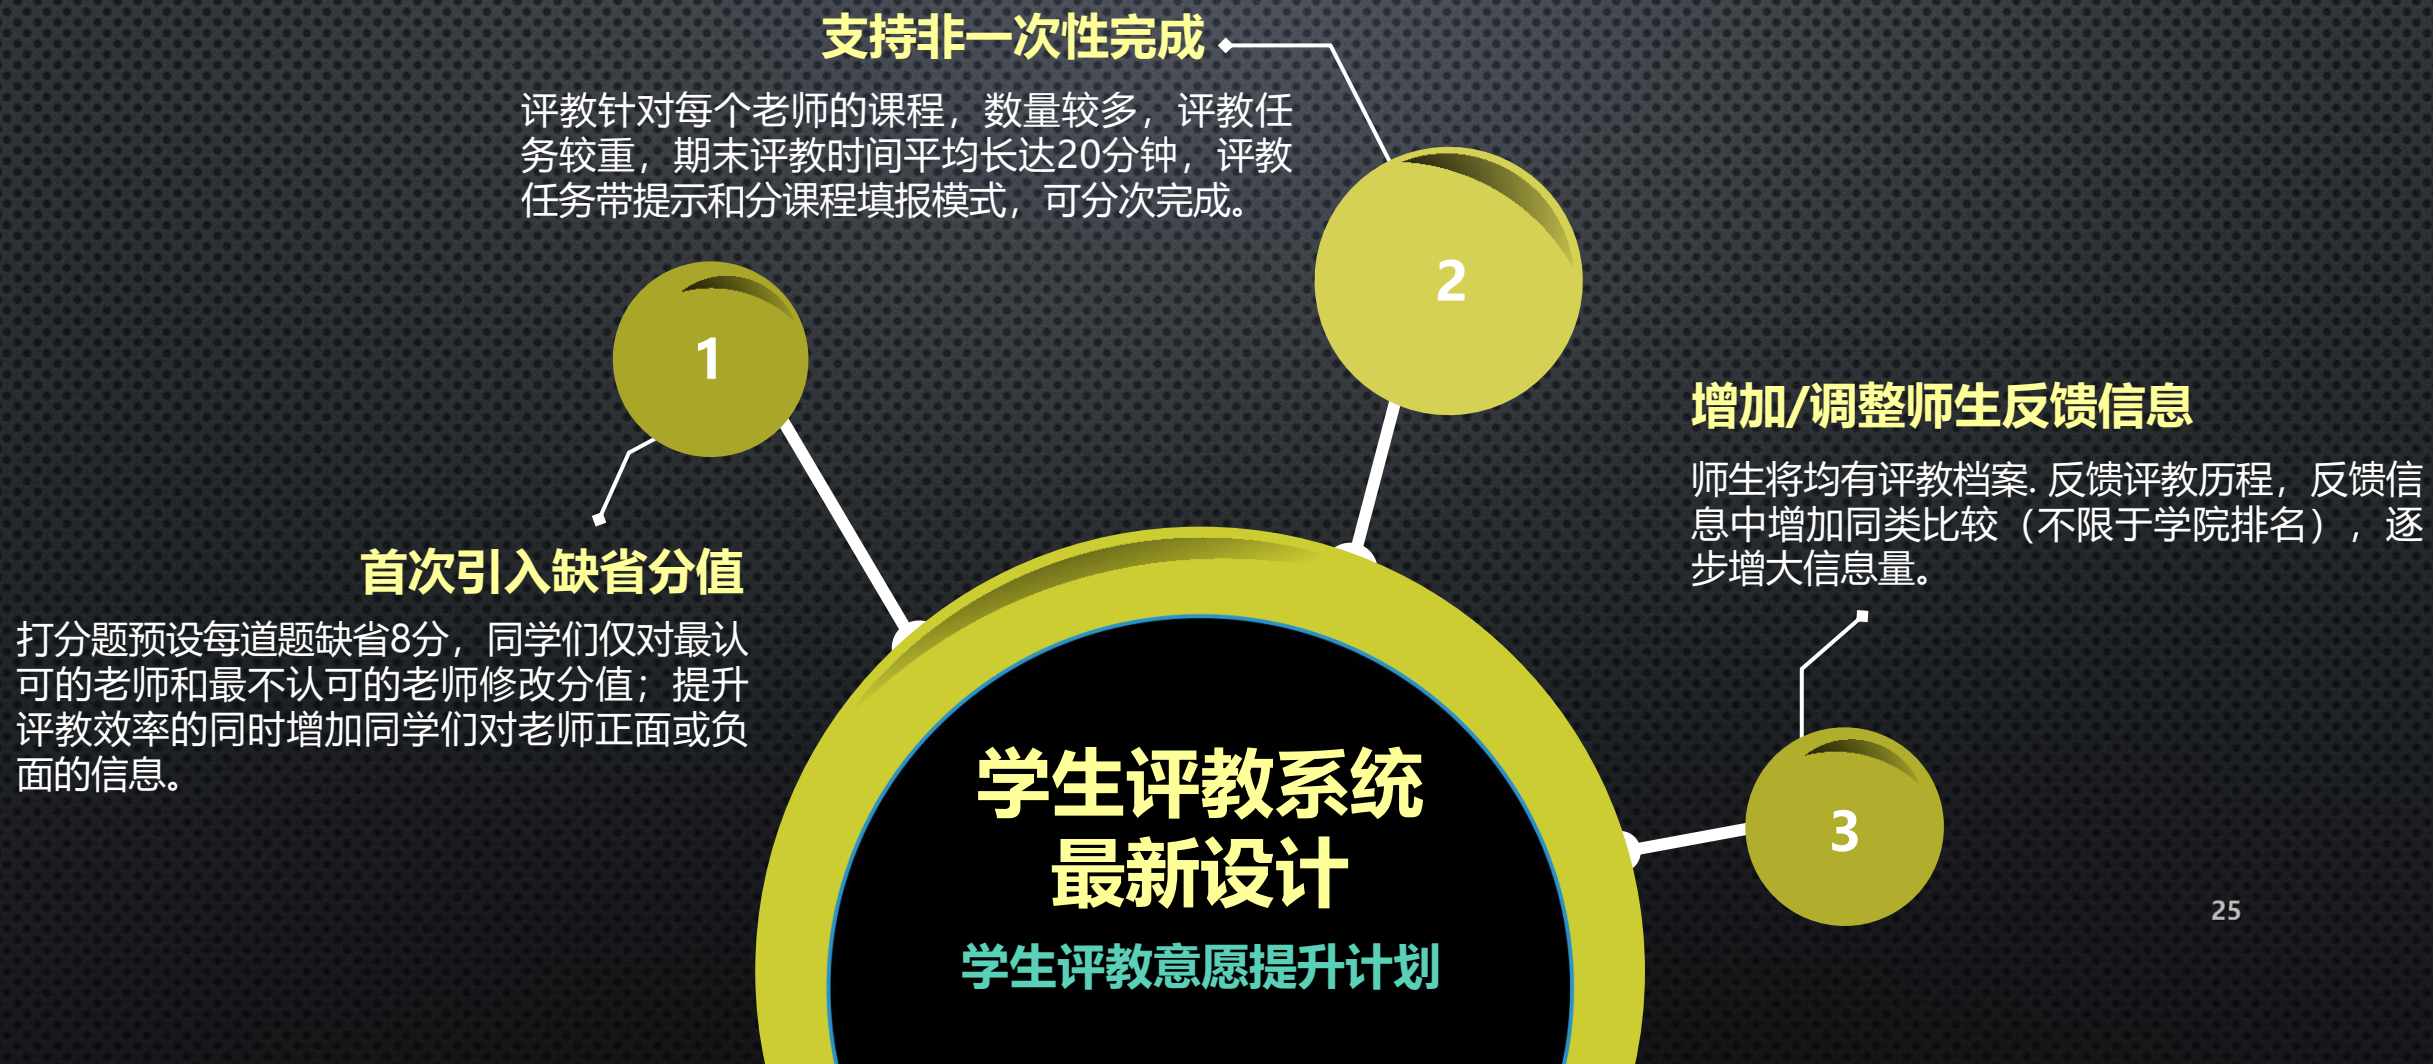 支持非一次性完成
评教针对每个老师的课程，数量较多，评教任
务较重，期末评教时间平均长达20分钟，评教
任务带提示和分课程填报模式，可分次完成。
2
1
首次引入缺省分值
打分题预设每道题缺省8分，同学们仅对最认
可的老师和最不认可的老师修改分值；提升
评教效率的同时增加同学们对老师正面或负
面的信息。
增加/调整师生反馈信息
师生将均有评教档案. 反馈评教历程，反馈信
息中增加同类比较（不限于学院排名），逐
步增大信息量。
3
学生评教系统
最新设计
学生评教意愿提升计划
25